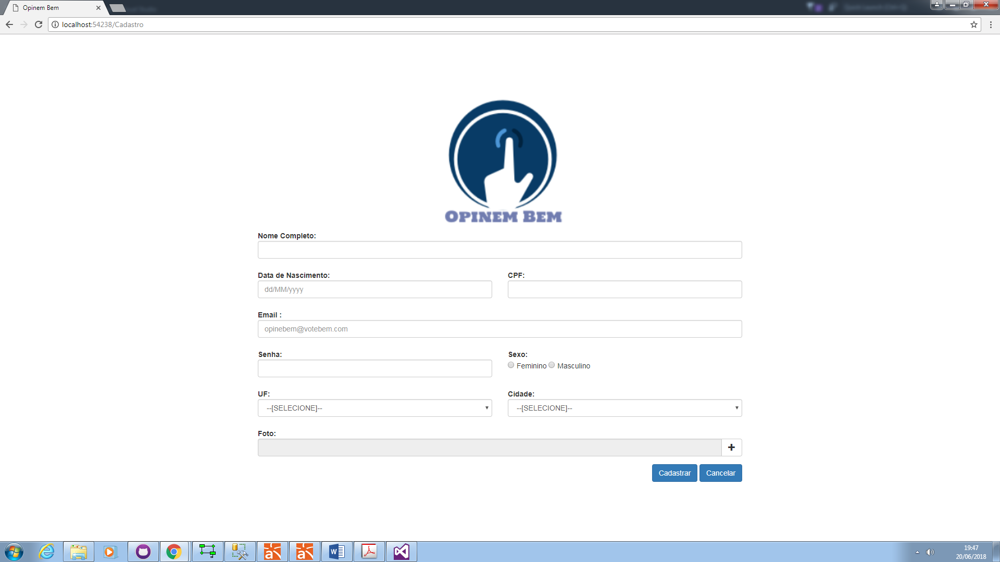 Opinem Bem
localhost:54238/Cadastro
OPINEM BEM
Nome Completo:
Data de Nascimento: CPF:
dd/MM/yyyy
Email :
opinebem@votebem.com
Senha: Sexo:
Feminino Masculino
UF: Cidade:
--[SELECIONE]-- --[SELECIONE]--
Foto:
Cadastrar Cancelar
19:47
20/06/2018